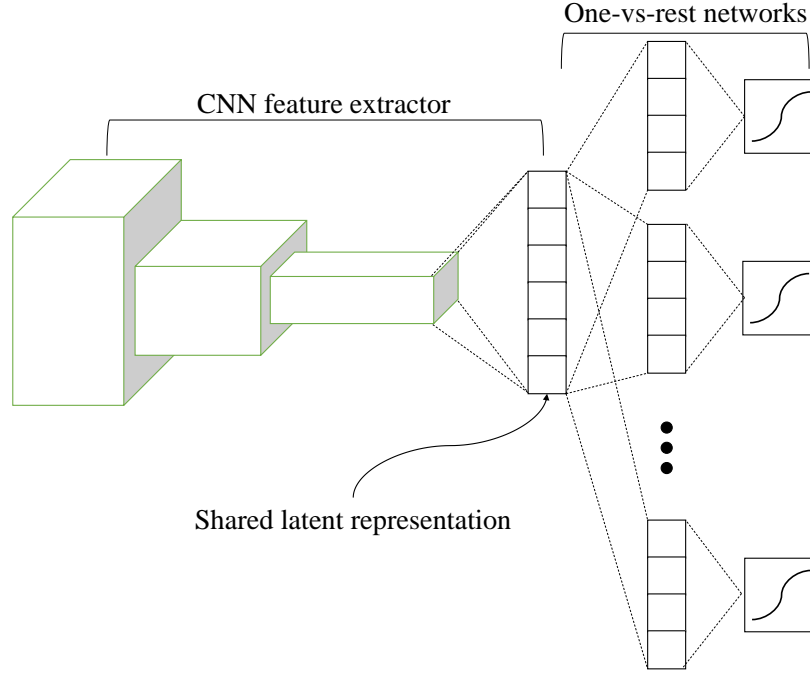 One-vs-rest networks
CNN feature extractor
Shared latent representation